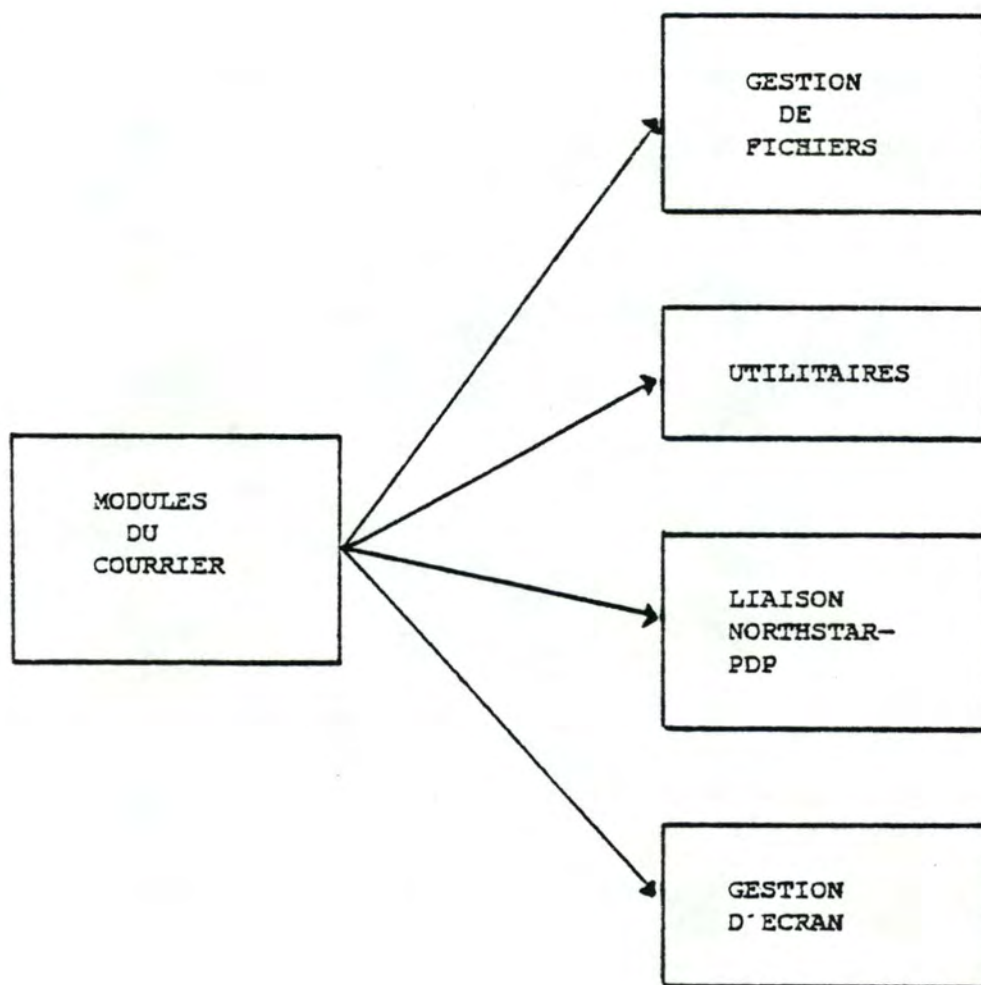 GESTION
DE
FICHIERS
UTILITAIRES
MODULES
DU
COURRIER
LIAISON
NORTHSTAR-
PDP
GESTION
D'ECRAN